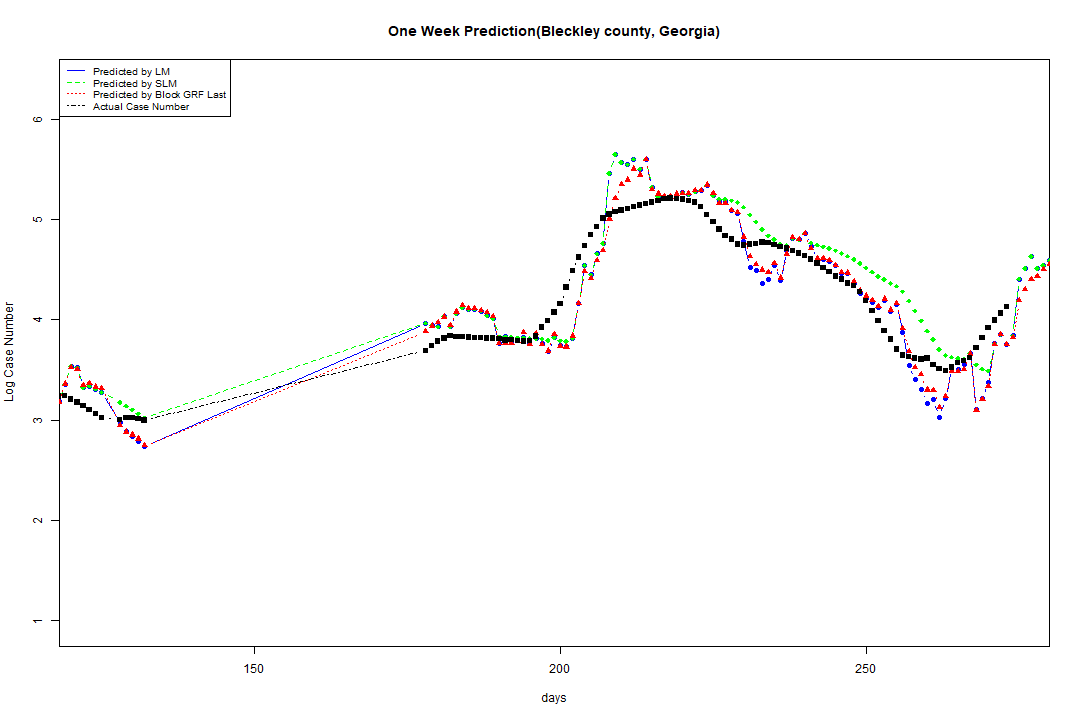 One Week Prediction(Bleckley county, Georgia)
Predicted by LM
Predicted by SLM
Predicted by Block GRF Last
Actual Case Number
6
5
4
3
2
1
Log Case Number
150
200
250
days